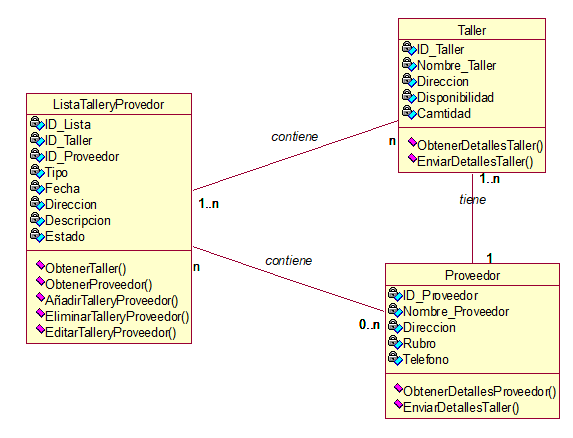 Taller
ID_Taller
Nombre_Taller
Direccion
Disponibilidad
Camtidad
ObtenerDetallesTaller()
EnviarDetallesTaller()
ListaTalleryProvedor
ID_Lista
ID_Taller
ID_Proveedor
Tipo
Fecha
Direccion
Descripcion
Estado
ObtenerTaller()
ObtenerProveedor()
AñadirTalleryProveedor()
EliminarTalleryProveedor()
EditarTalleryProveedor()
contiene
n
1..n
1..n
tiene
1
contiene
n
0..n
Proveedor
ID_Proveedor
Nombre_Proveedor
Direccion
Rubro
Telefono
ObtenerDetallesProveedor()
EnviarDetallesTaller()